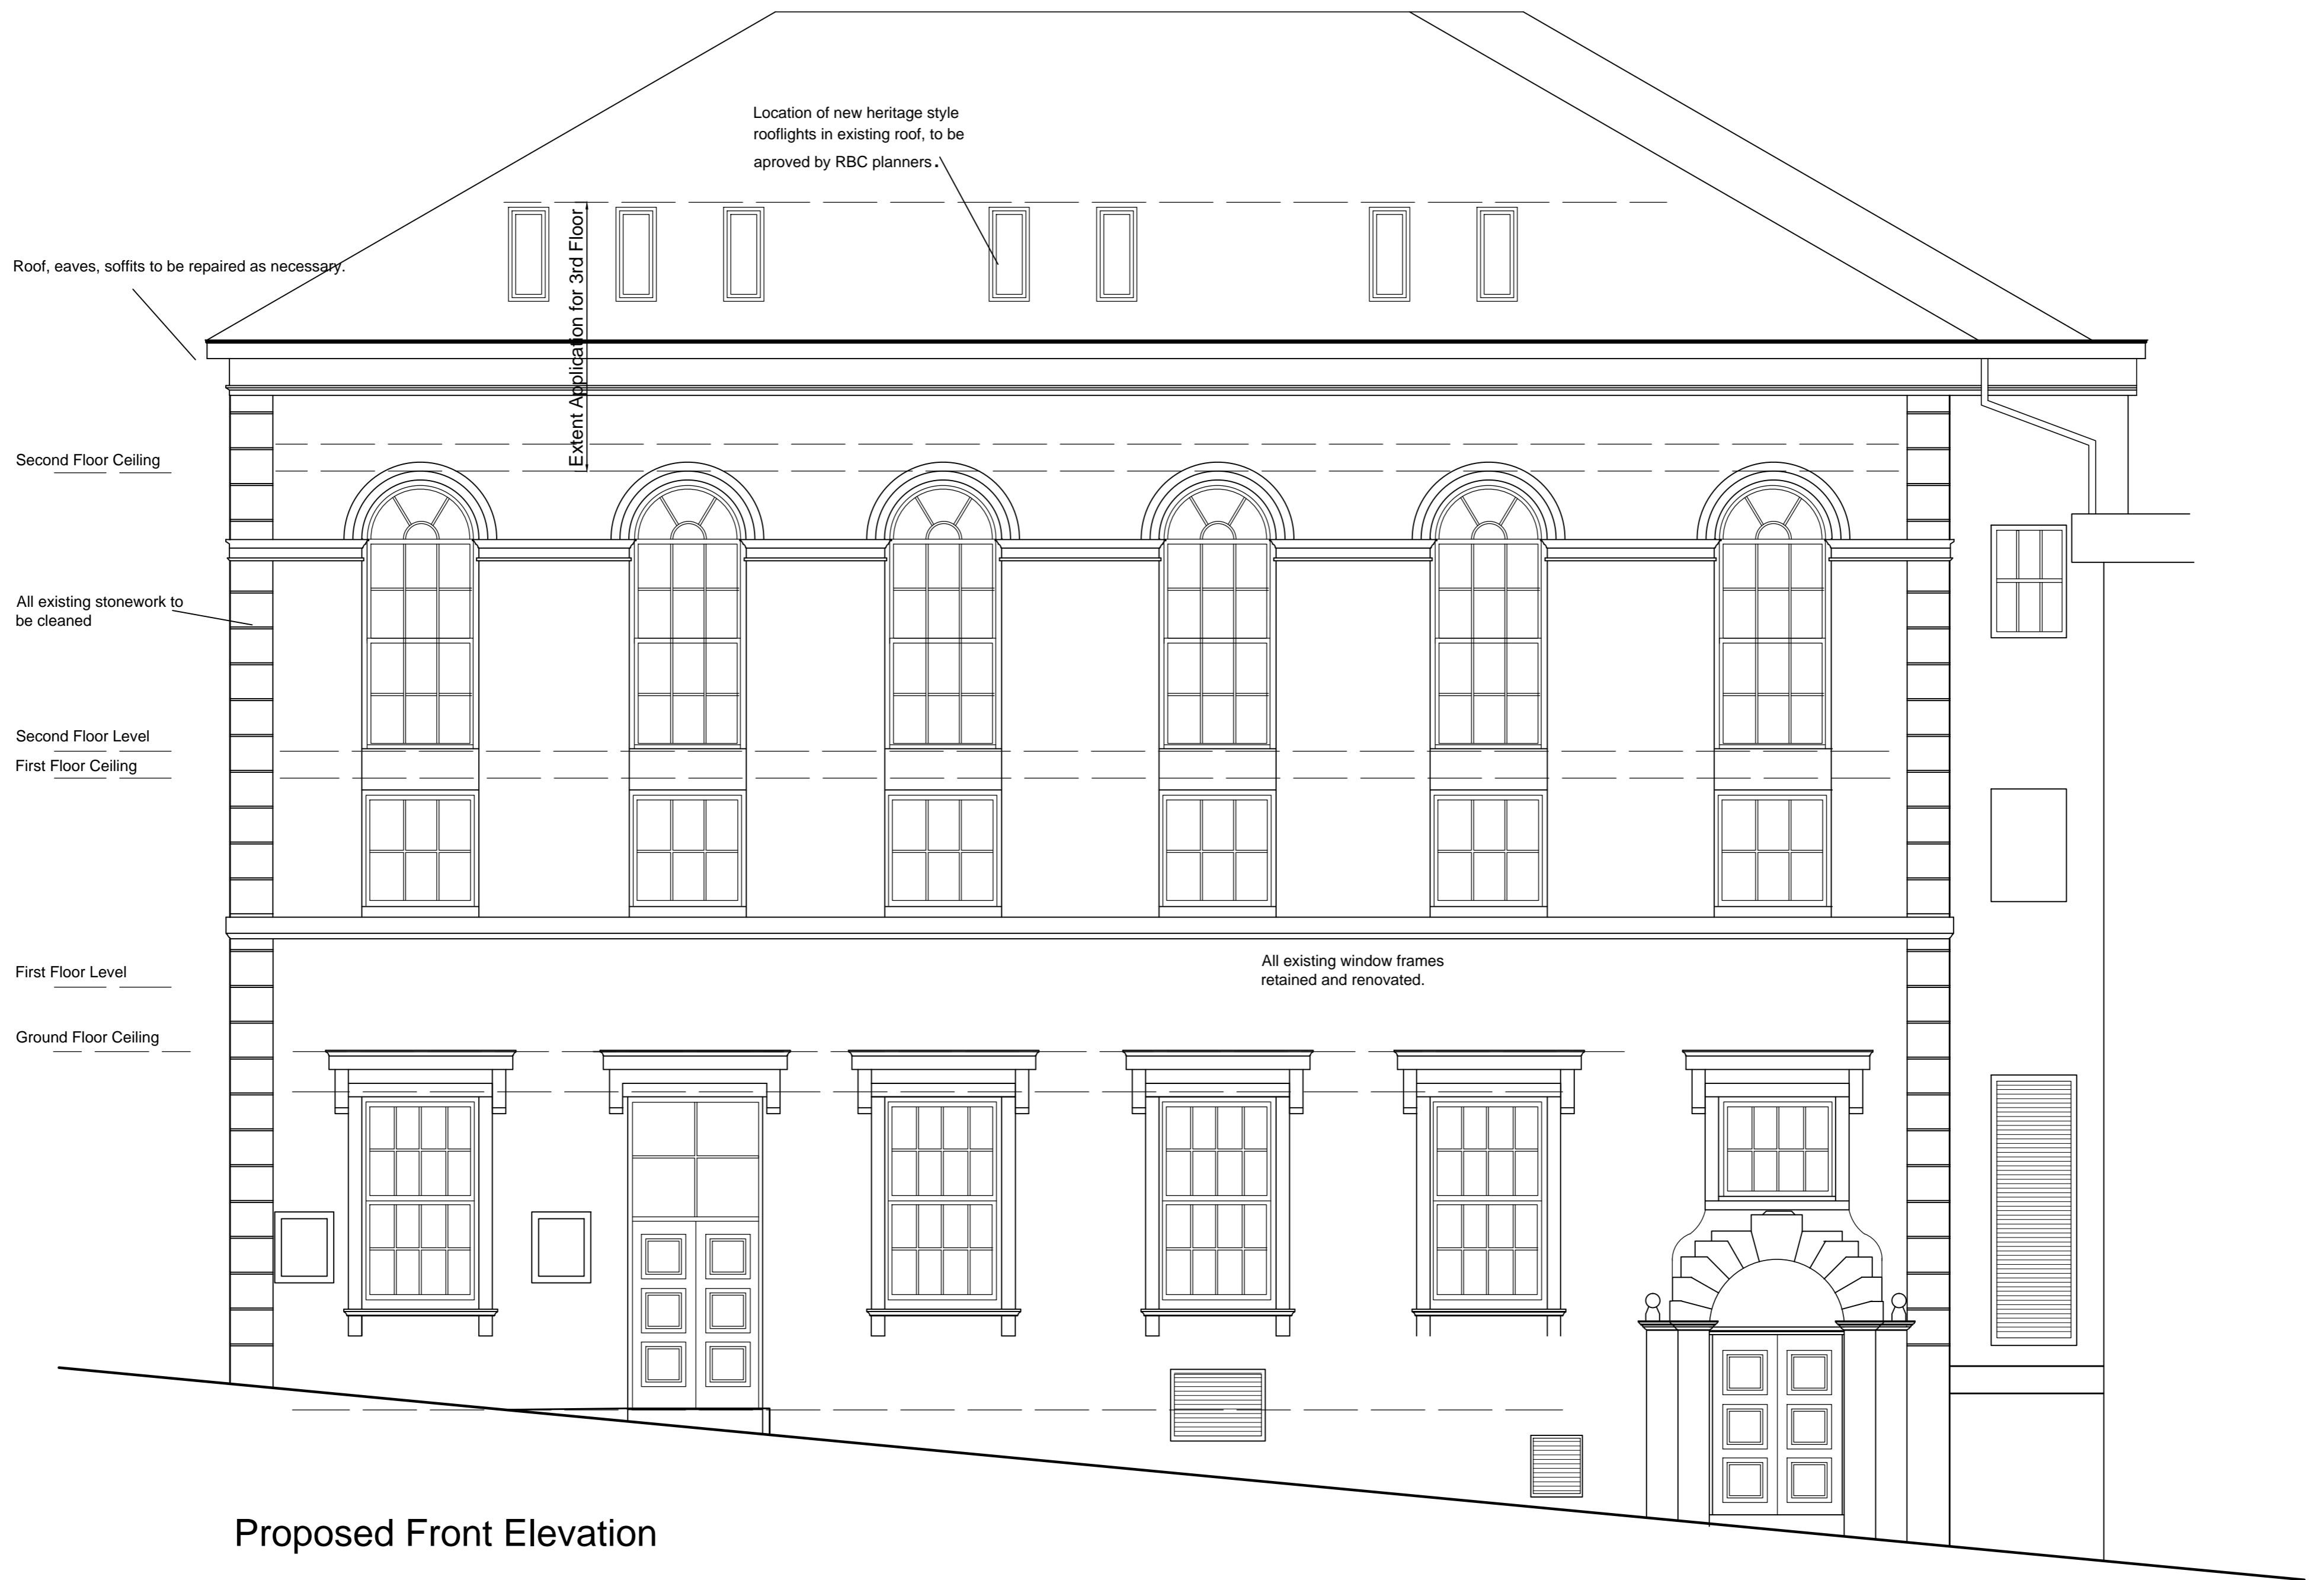 Location of new heritage style
rooflights in existing roof, to be
aproved by RBC planners.
Roof, eaves, soffits to be repaired as necessary.
Extent Application for 3rd Floor
Second Floor Ceiling
All existing stonework to
be cleaned
Second Floor Level
First Floor Ceiling
All existing window frames
retained and renovated.
First Floor Level
Ground Floor Ceiling
Proposed Front Elevation